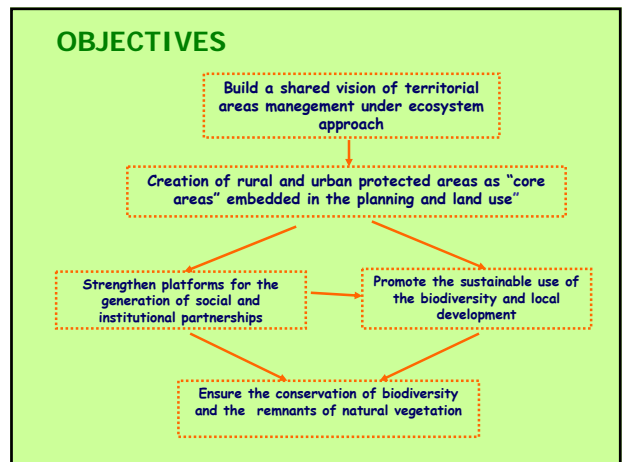 OBJECTIVES
Build a shared vision of territorial
areas manegement under ecosystem
approach
Creation of rural and urban protected areas as “core
areas” embedded in the planning and land use”
Strengthen platforms for the
generation of social and
institutional partnerships
Promote the sustainable use of
the biodiversity and local
development
Ensure the conservation of biodiversity
and the remnants of natural vegetation